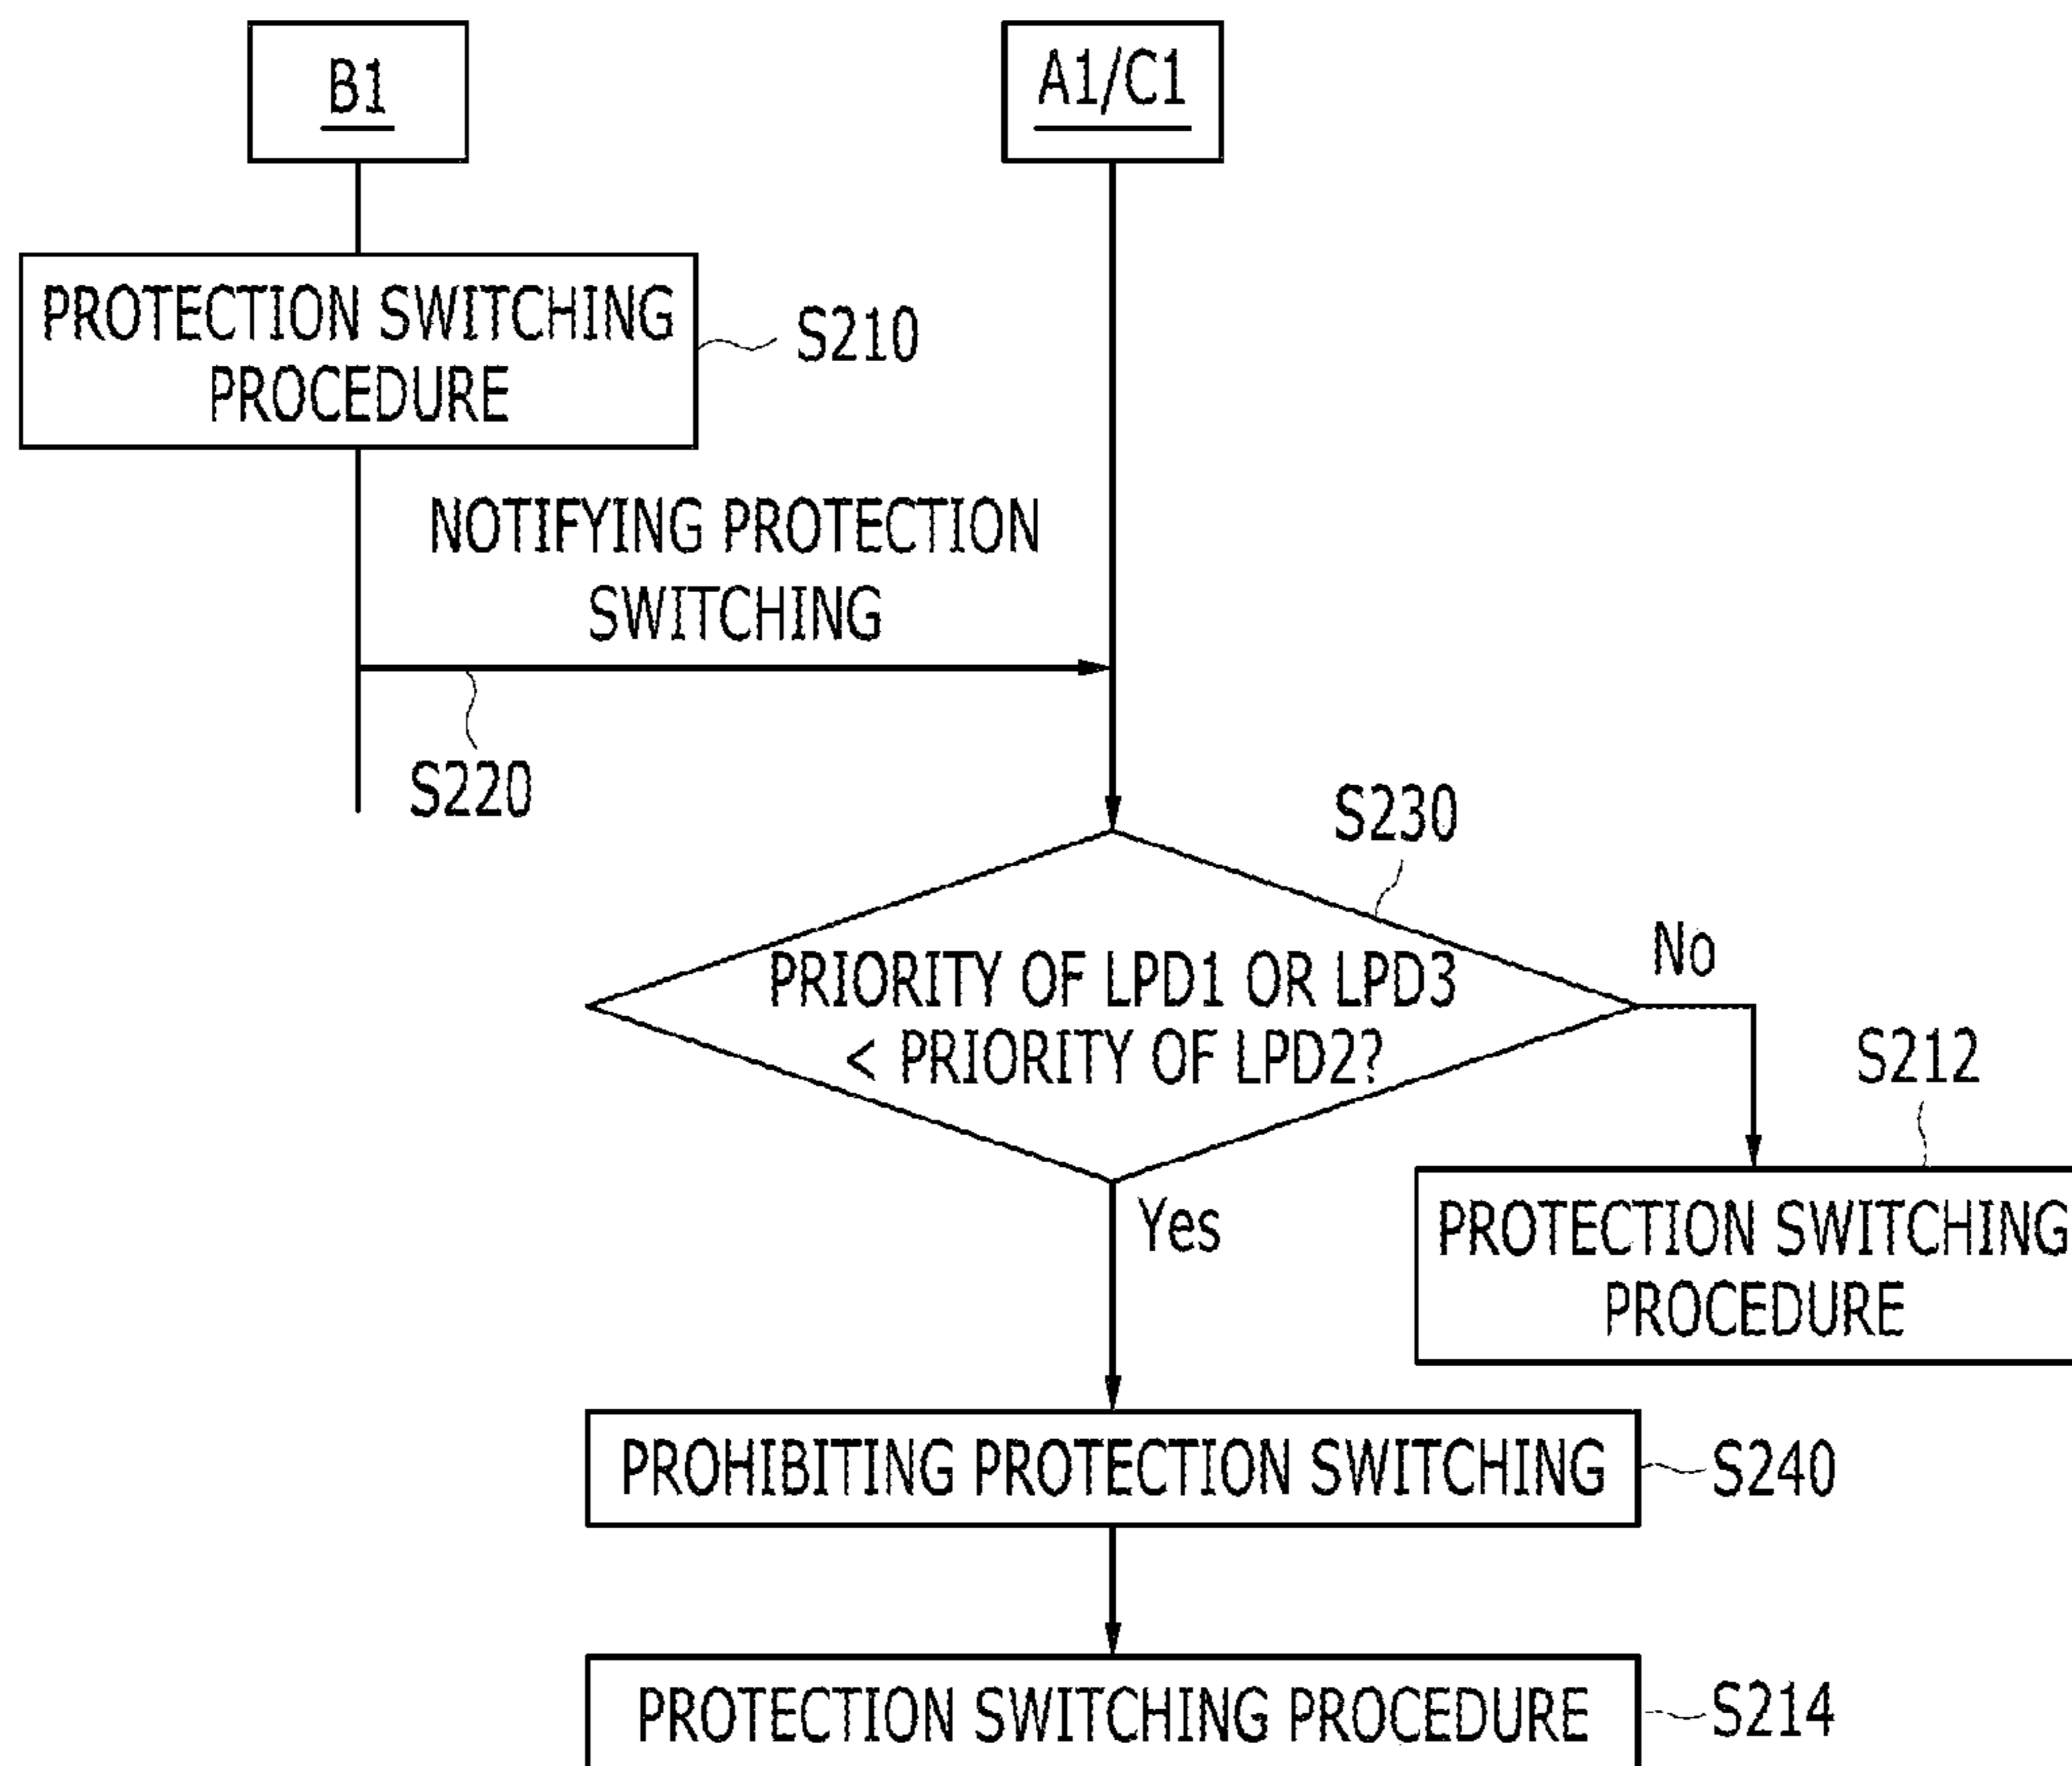 B1
A1/C1
PROTECTION SWITCHING
PROCEDURE
S210
NOTIFYING PROTECTION
SWITCHING
S220
S230
PRIORITY OF LPD1 OR LPD3
< PRIORITY OF LPD2?
No
S212
Yes
PROTECTION SWITCHING
PROCEDURE
PROHIBITING PROTECTION SWITCHING
S240
PROTECTION SWITCHING PROCEDURE
S214